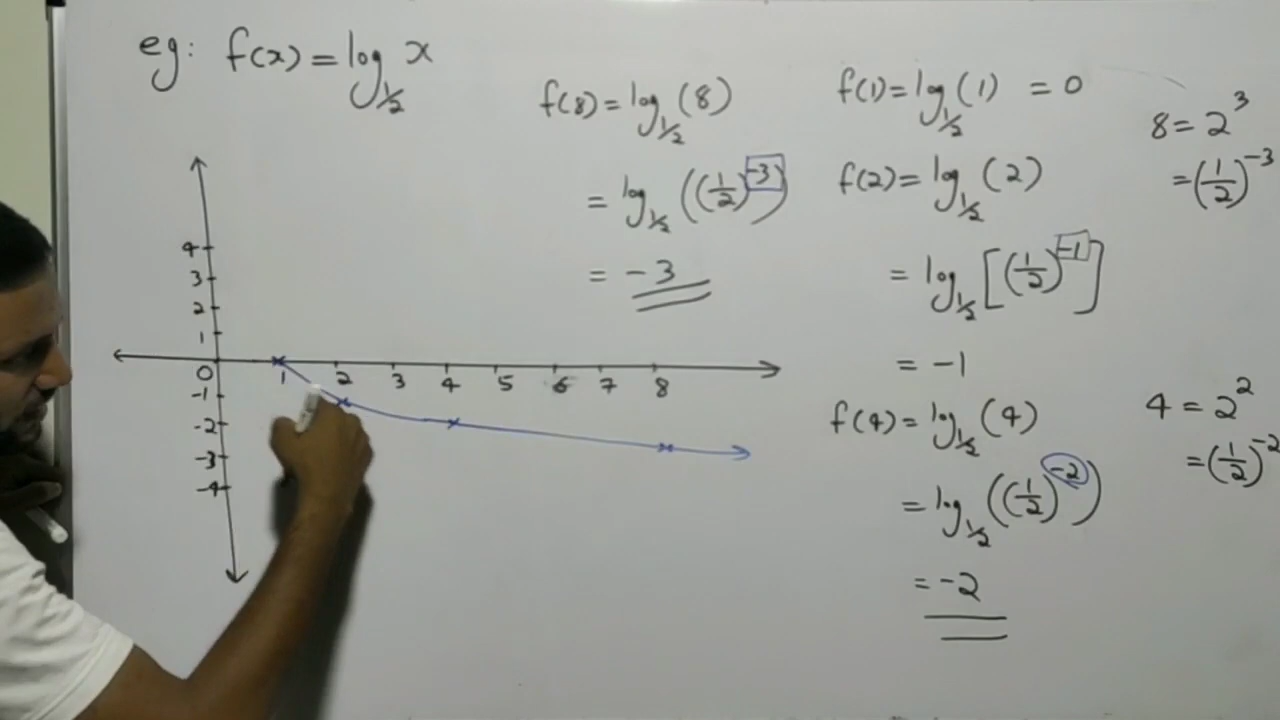 eg: f(x) = log_{1/2} x
f(8) = log_{1/2} (8)
= log_{1/2} ((1/2)^{-3})
= -3
f(1) = log_{1/2} (1) = 0
f(2) = log_{1/2} (2)
= log_{1/2} [(1/2)^{-1}]
= -1
f(4) = log_{1/2} (4)
= log_{1/2} ((1/2)^{-2})
= -2
8 = 2^3
= (1/2)^{-3}
4 = 2^2
= (1/2)^{-2}
4
3
2
1
0 1 2 3 4 5 6 7 8
-1
-2
-3
-4